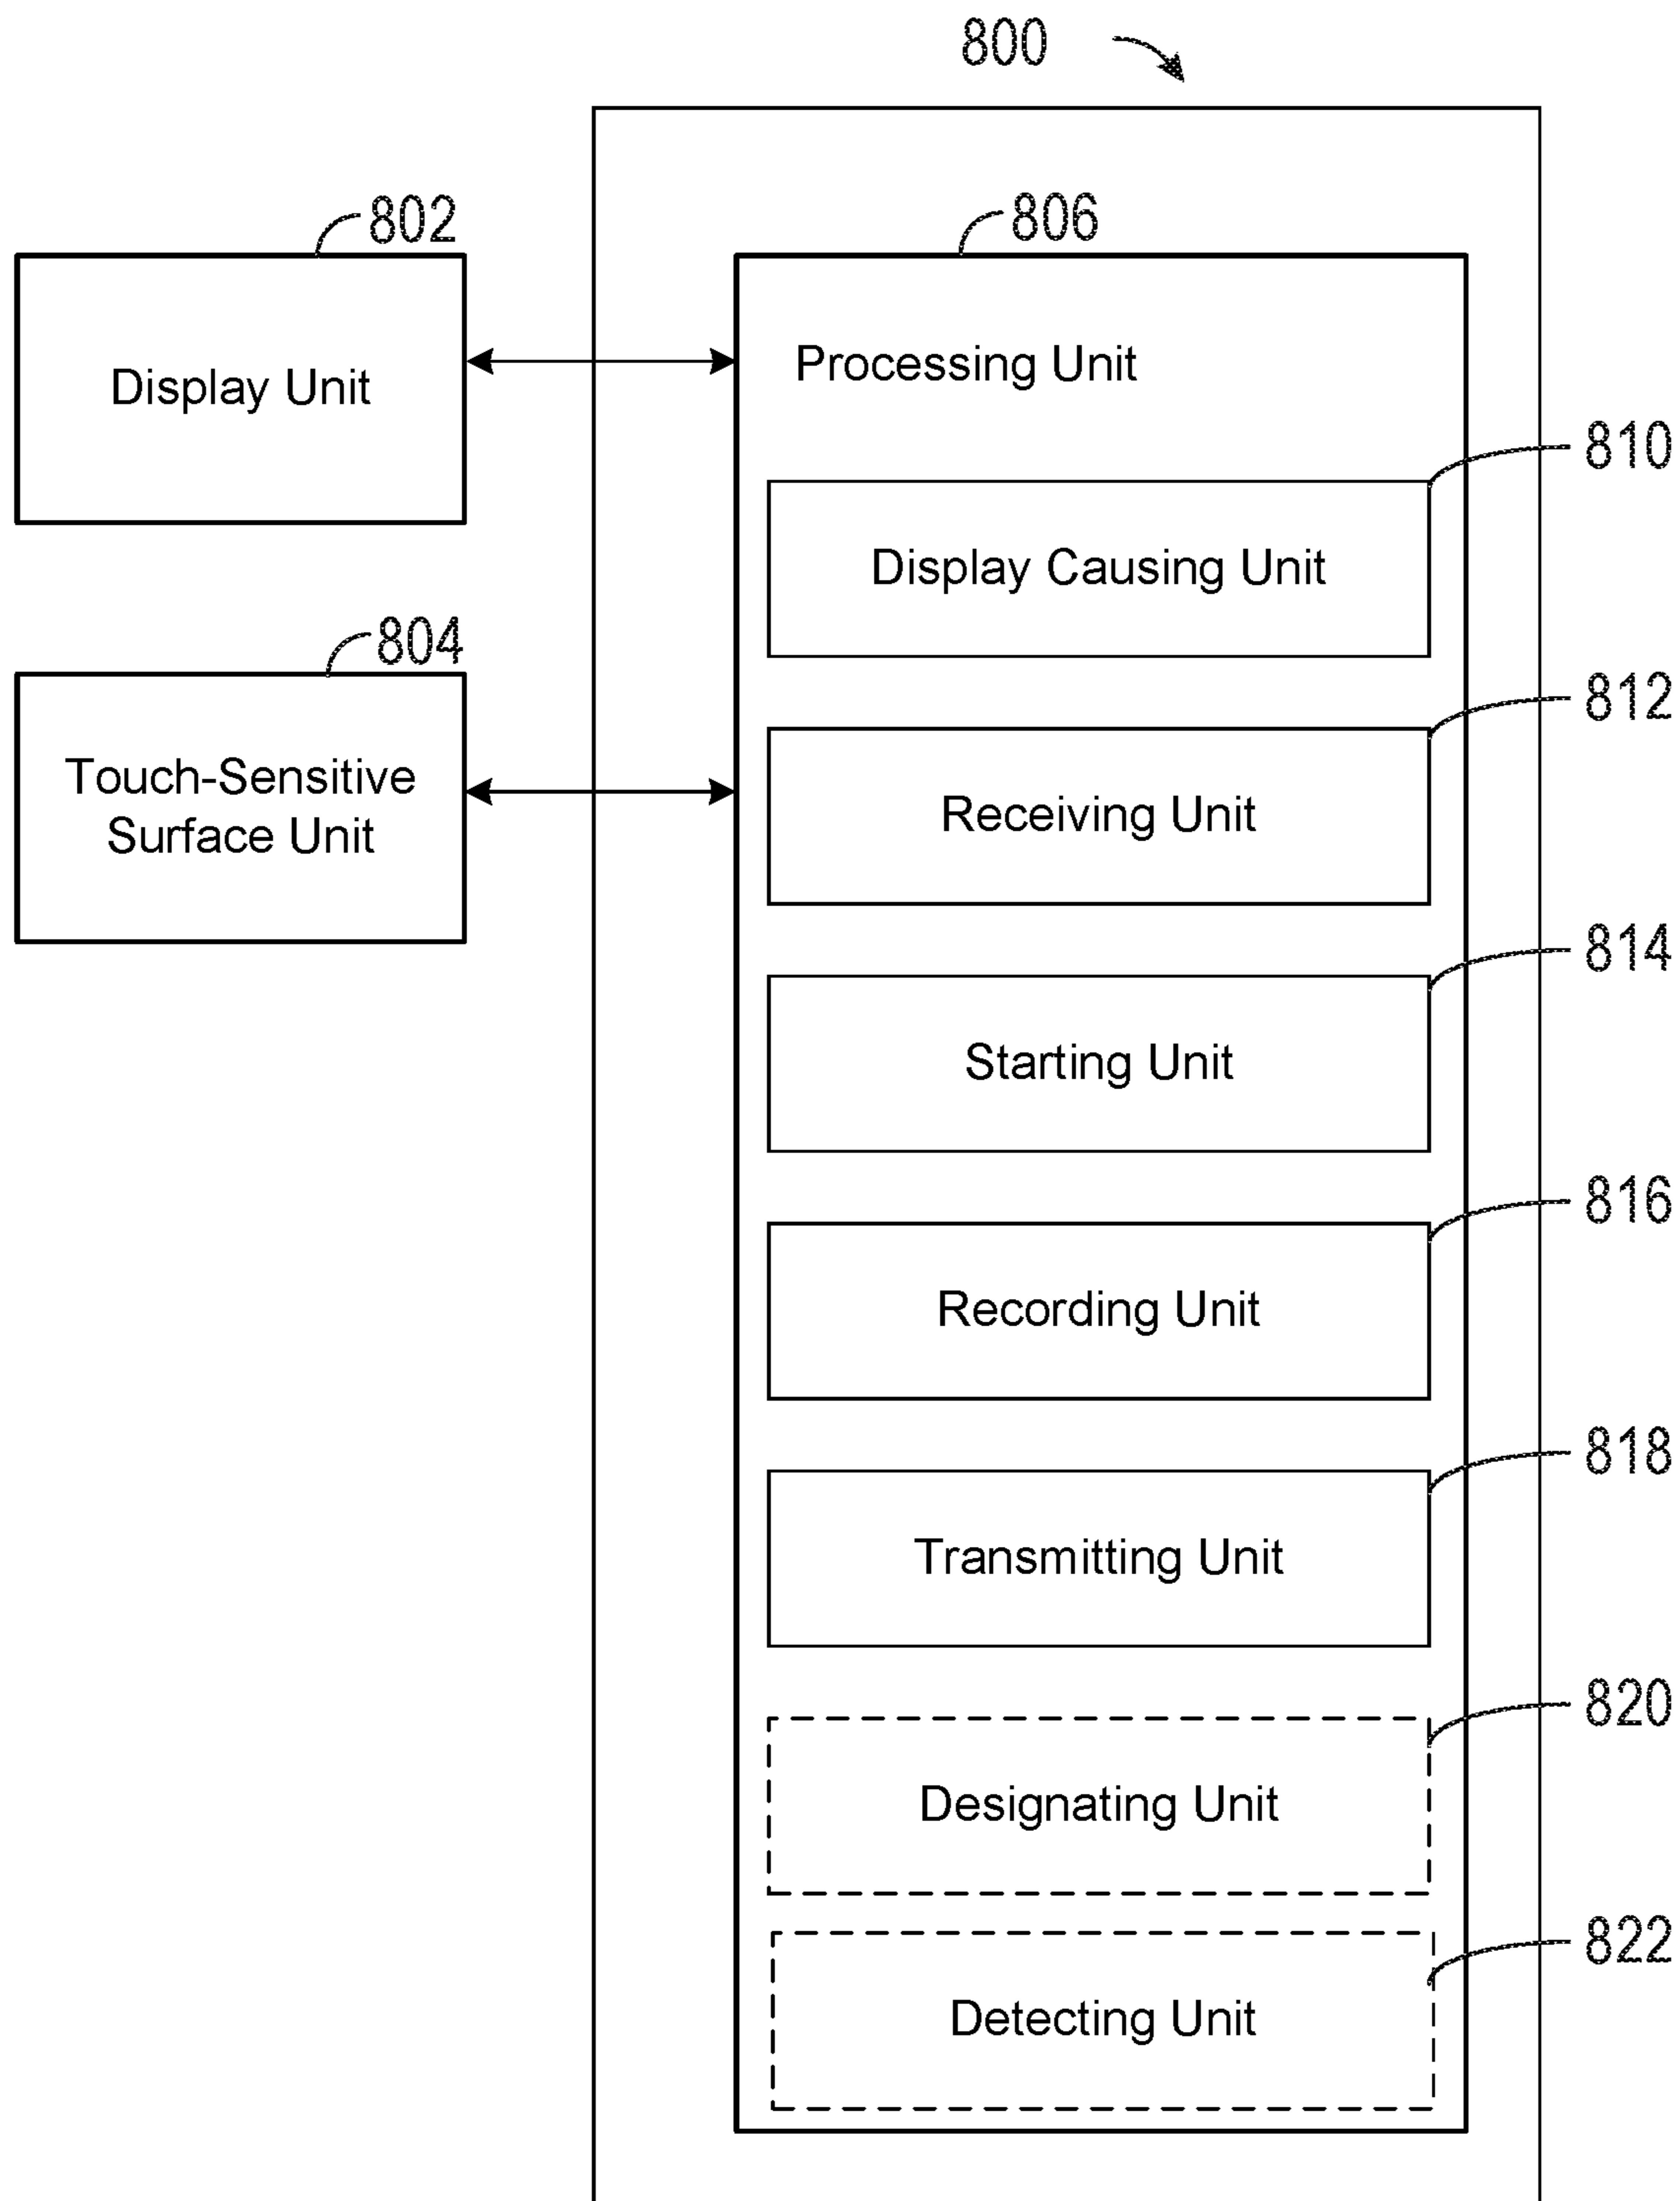 800
802
806
Display Unit
Processing Unit
810
Display Causing Unit
804
812
Touch-Sensitive
Surface Unit
Receiving Unit
814
Starting Unit
816
Recording Unit
818
Transmitting Unit
820
Designating Unit
822
Detecting Unit